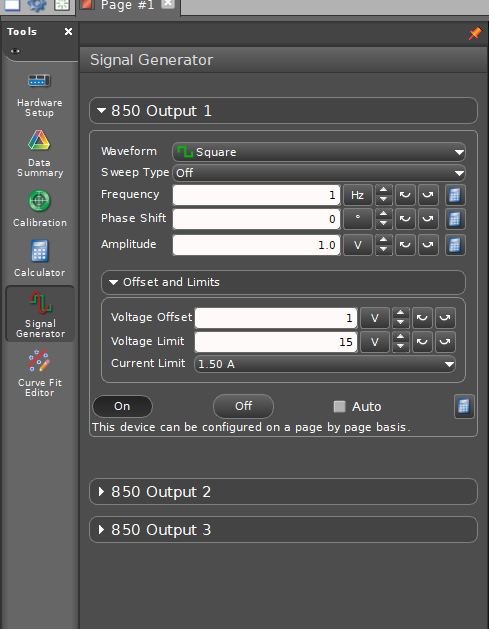 Page #1
Tools
Signal Generator
Hardware
Setup
Data
Summary
Calibration
Calculator
Signal
Generator
Curve Fit
Editor
850 Output 1
Waveform Square
Sweep Type Off
Frequency 1 Hz
Phase Shift 0 °
Amplitude 1.0 V
Offset and Limits
Voltage Offset 1 V
Voltage Limit 15 V
Current Limit 1.50 A
On Off Auto
This device can be configured on a page by page basis.
850 Output 2
850 Output 3